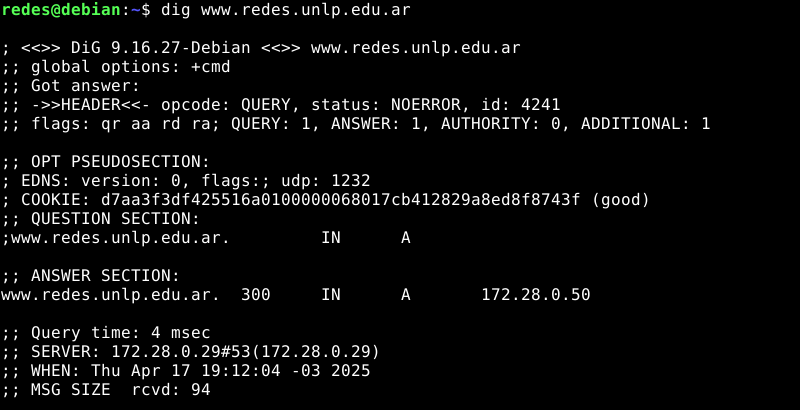 redes@debian:~$ dig www.redes.unlp.edu.ar
; <<>> DiG 9.16.27-Debian <<>> www.redes.unlp.edu.ar
;; global options: +cmd
;; Got answer:
;; ->>HEADER<<- opcode: QUERY, status: NOERROR, id: 4241
;; flags: qr aa rd ra; QUERY: 1, ANSWER: 1, AUTHORITY: 0, ADDITIONAL: 1
;; OPT PSEUDOSECTION:
; EDNS: version: 0, flags:; udp: 1232
; COOKIE: d7aa3f3df425516a0100000068017cb412829a8ed8f8743f (good)
;; QUESTION SECTION:
;www.redes.unlp.edu.ar. IN A
;; ANSWER SECTION:
www.redes.unlp.edu.ar. 300 IN A 172.28.0.50
;; Query time: 4 msec
;; SERVER: 172.28.0.29#53(172.28.0.29)
;; WHEN: Thu Apr 17 19:12:04 -03 2025
;; MSG SIZE rcvd: 94